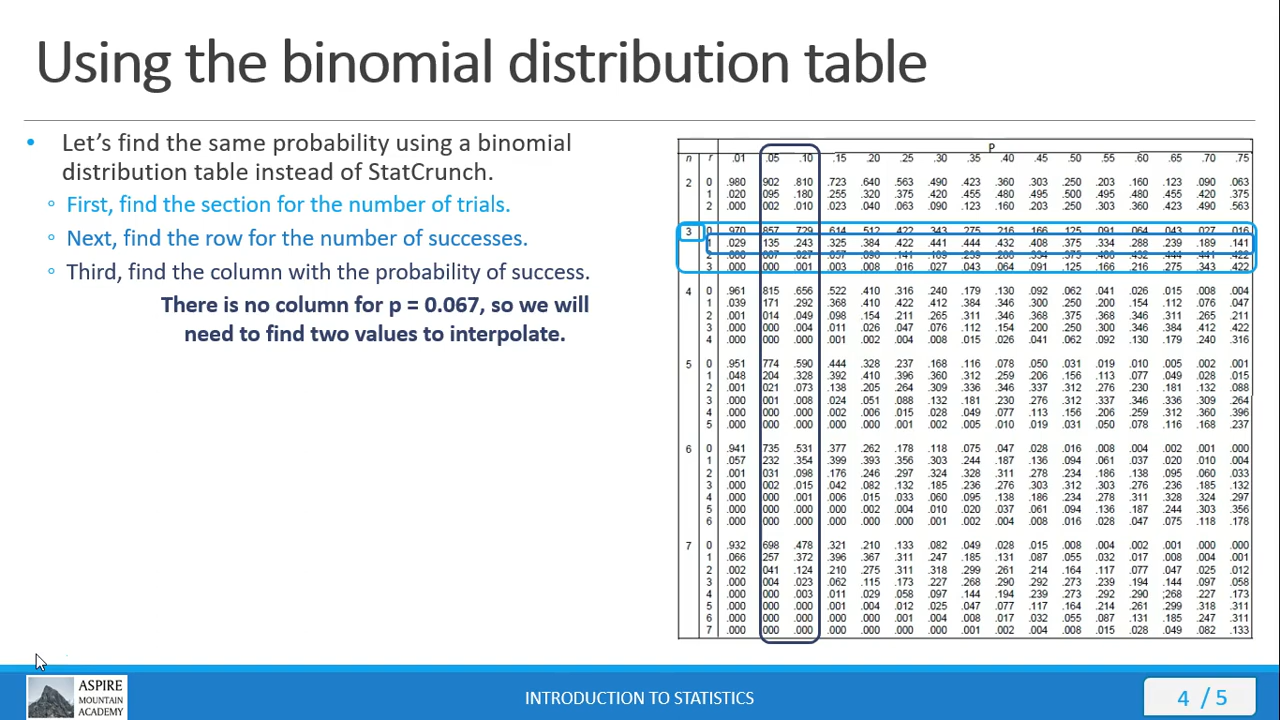 Using the binomial distribution table
• Let's find the same probability using a binomial
distribution table instead of StatCrunch.
◦ First, find the section for the number of trials.
◦ Next, find the row for the number of successes.
◦ Third, find the column with the probability of success.
There is no column for p = 0.067, so we will
need to find two values to interpolate.
P
n r .01 .05 .10 .15 .20 .25 .30 .35 .40 .45 .50 .55 .60 .65 .70 .75
2 0 .980 902 .810 .723 .640 .563 .490 .423 .360 .303 .250 .203 .160 .123 .090 .063
1 .020 095 .180 .255 .320 .375 .420 .455 .480 .495 .500 .495 .480 .455 .420 .375
2 .000 002 .010 .023 .040 .063 .090 .123 .160 .203 .250 .303 .360 .423 .490 .563
3 0 .970 857 .729 .614 .512 .422 .343 .275 .216 .166 .125 .091 .064 .043 .027 .016
1 .029 135 .243 .325 .384 .422 .441 .444 .432 .408 .375 .334 .288 .239 .189 .141
2 .000 007 .027 .057 .096 .141 .189 .239 .288 .334 .375 .408 .432 .444 .441 .422
3 .000 000 .001 .003 .008 .016 .027 .043 .064 .091 .125 .166 .216 .275 .343 .422
4 0 .961 815 .656 .522 .410 .316 .240 .179 .130 .092 .062 .041 .026 .015 .008 .004
1 .039 171 .292 .368 .410 .422 .412 .384 .346 .300 .250 .200 .154 .112 .076 .047
2 .001 014 .049 .098 .154 .211 .265 .311 .346 .368 .375 .368 .346 .311 .265 .211
3 .000 000 .004 .011 .026 .047 .076 .112 .154 .200 .250 .300 .346 .384 .412 .422
4 .000 000 .000 .001 .002 .004 .008 .015 .026 .041 .062 .092 .130 .179 .240 .316
5 0 .951 774 .590 .444 .328 .237 .168 .116 .078 .050 .031 .019 .010 .005 .002 .001
1 .048 204 .328 .392 .410 .396 .360 .312 .259 .206 .156 .113 .077 .049 .028 .015
2 .001 021 .073 .138 .205 .264 .309 .336 .346 .337 .312 .276 .230 .181 .132 .088
3 .000 001 .008 .024 .051 .088 .132 .181 .230 .276 .312 .337 .346 .336 .309 .264
4 .000 000 .000 .002 .006 .015 .028 .049 .077 .113 .156 .206 .259 .312 .360 .396
5 .000 000 .000 .000 .000 .001 .002 .005 .010 .019 .031 .050 .078 .116 .168 .237
6 0 .941 735 .531 .377 .262 .178 .118 .075 .047 .028 .016 .008 .004 .002 .001 .000
1 .057 232 .354 .399 .393 .356 .303 .244 .187 .136 .094 .061 .037 .020 .010 .004
2 .001 031 .098 .176 .246 .297 .324 .328 .311 .278 .234 .186 .138 .095 .060 .033
3 .000 002 .015 .042 .082 .132 .185 .236 .276 .303 .312 .303 .276 .236 .185 .132
4 .000 000 .001 .006 .015 .033 .060 .095 .138 .186 .234 .278 .311 .328 .324 .297
5 .000 000 .000 .000 .002 .004 .010 .020 .037 .061 .094 .136 .187 .244 .303 .356
6 .000 000 .000 .000 .000 .000 .001 .002 .004 .008 .016 .028 .047 .075 .118 .178
7 0 .932 698 .478 .321 .210 .133 .082 .049 .028 .015 .008 .004 .002 .001 .000 .000
1 .066 257 .372 .396 .367 .311 .247 .185 .131 .087 .055 .032 .017 .008 .004 .001
2 .002 041 .124 .210 .275 .311 .318 .299 .261 .214 .164 .117 .077 .047 .025 .012
3 .000 004 .023 .062 .115 .173 .227 .268 .290 .292 .273 .239 .194 .144 .097 .058
4 .000 000 .003 .011 .029 .058 .097 .144 .194 .239 .273 .292 .290 ;268 .227 .173
5 .000 000 .000 .001 .004 .012 .025 .047 .077 .117 .164 .214 .261 .299 .318 .311
6 .000 000 .000 .000 .000 .001 .004 .008 .017 .032 .055 .087 .131 .185 .247 .311
7 .000 000 .000 .000 .000 .000 .000 .001 .002 .004 .008 .015 .028 .049 .082 .133
ASPIRE
MOUNTAIN
ACADEMY
INTRODUCTION TO STATISTICS
4 / 5